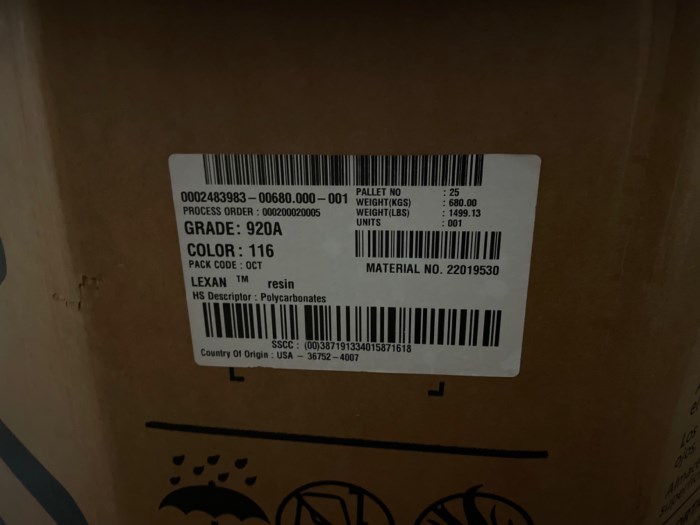 0002483983-00680.000-001
PROCESS ORDER : 000200020005
GRADE: 920A
COLOR: 116
PACK CODE : OCT
LEXAN ™ resin
HS Descriptor : Polycarbonates
PALLET NO : 25
WEIGHT(KGS) : 680.00
WEIGHT(LBS) : 1499.13
UNITS : 001
MATERIAL NO. 22019530
SSCC : (00)387191334015871618
Country Of Origin : USA - 36752-4007
Los
ojos